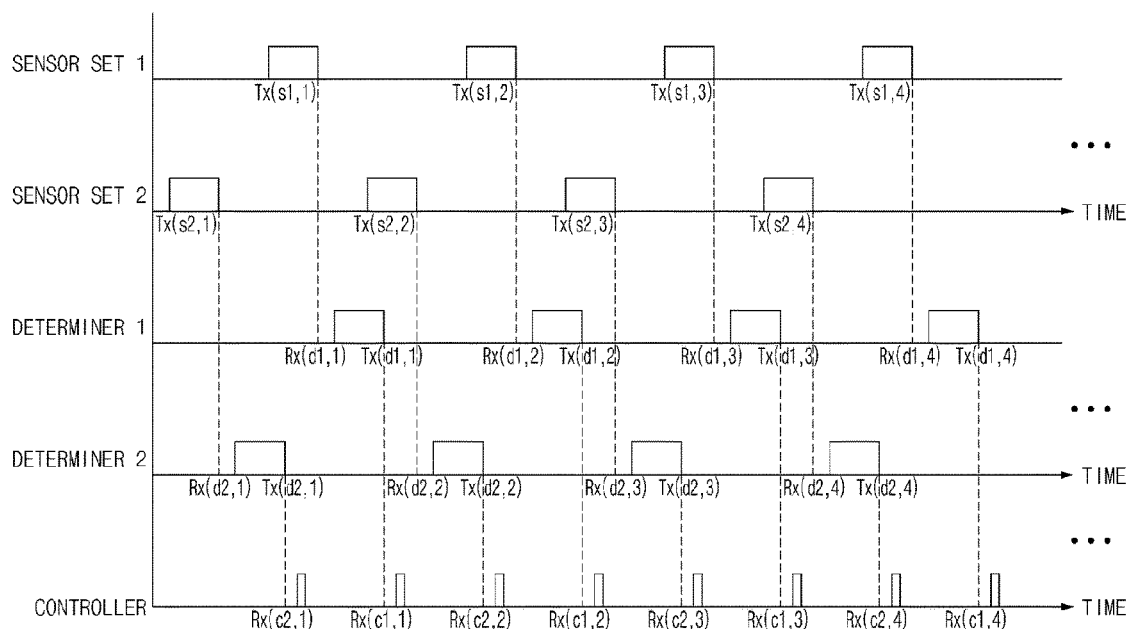 SENSOR SET 1
Tx(s1,1) Tx(s1,2) Tx(s1,3) Tx(s1,4)
SENSOR SET 2
Tx(s2,1) Tx(s2,2) Tx(s2,3) Tx(s2,4)
TIME
DETERMINER 1
Rx(d1,1) Tx(d1,1) Rx(d1,2) Tx(d1,2) Rx(d1,3) Tx(d1,3) Rx(d1,4) Tx(d1,4)
DETERMINER 2
Rx(d2,1) Tx(d2,1) Rx(d2,2) Tx(d2,2) Rx(d2,3) Tx(d2,3) Rx(d2,4) Tx(d2,4)
TIME
CONTROLLER
Rx(c2,1) Rx(c1,1) Rx(c2,2) Rx(c1,2) Rx(c2,3) Rx(c1,3) Rx(c2,4) Rx(c1,4)
TIME